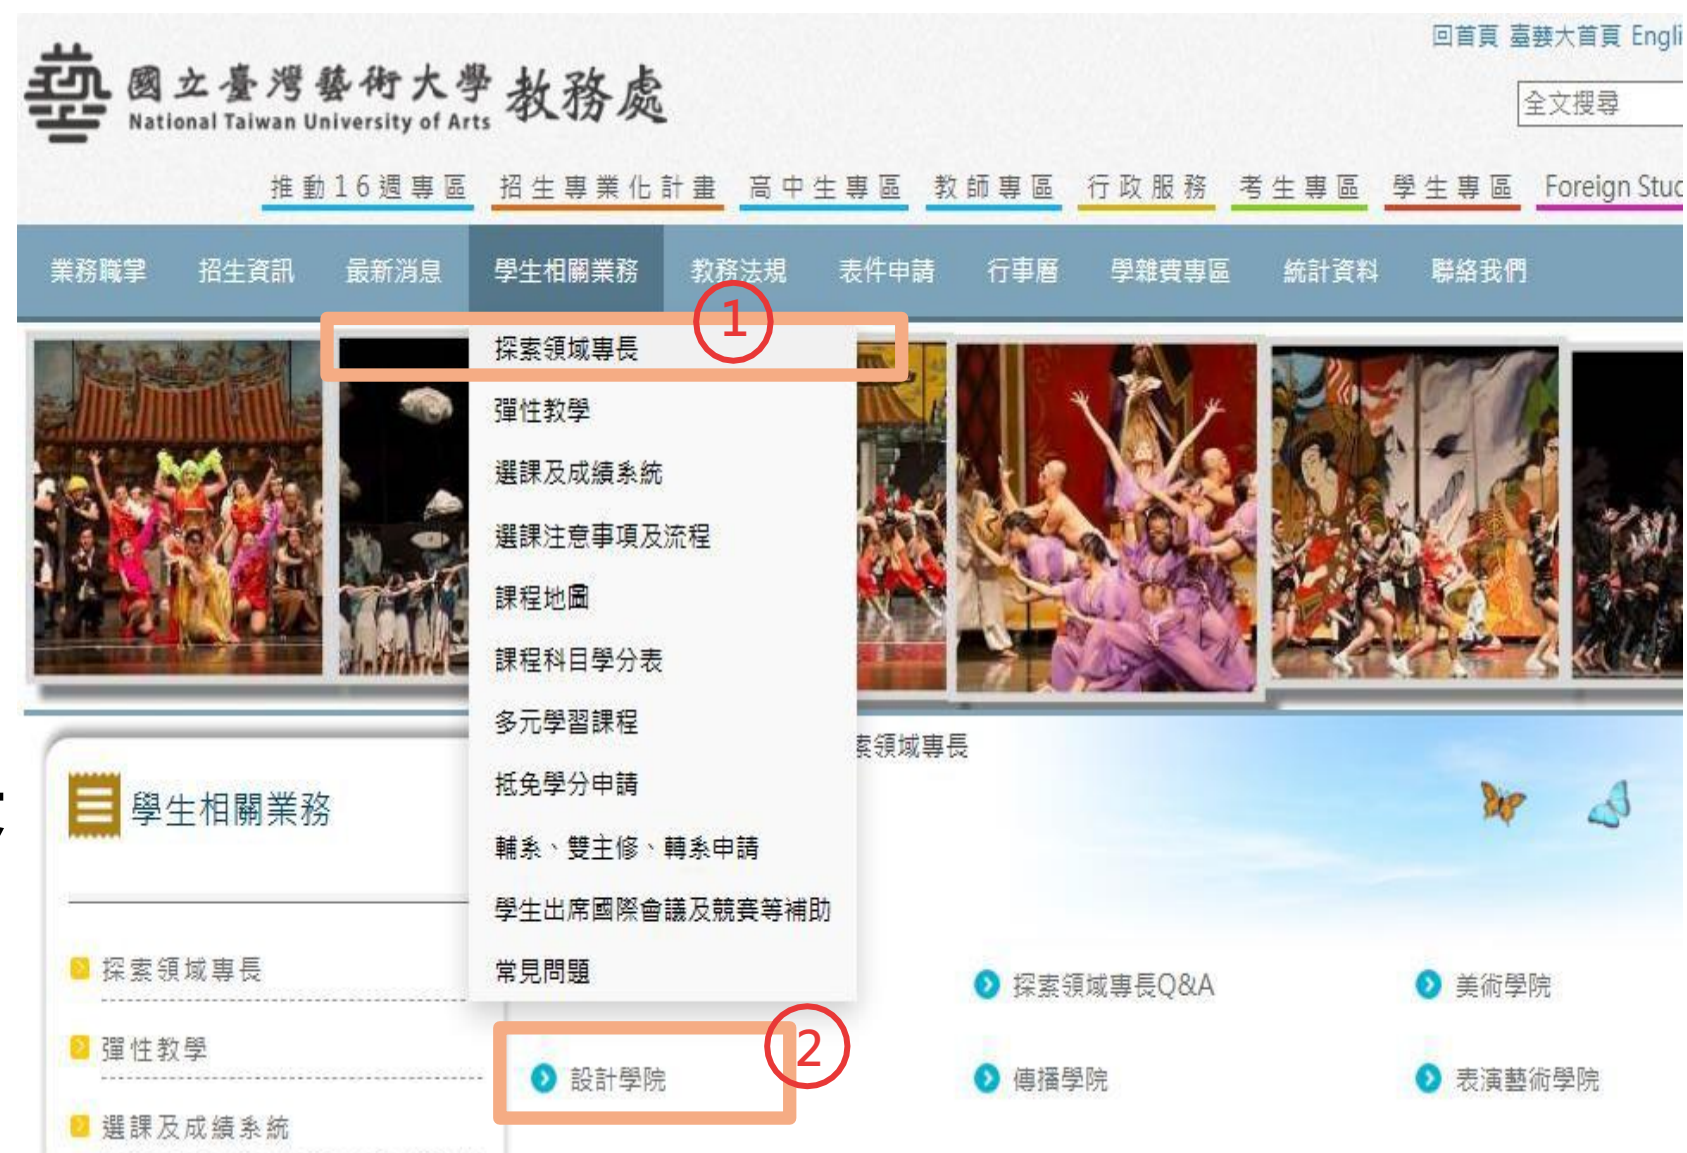 回首頁 臺藝大首頁 Engli
國立臺灣藝術大學 教務處
National Taiwan University of Arts
全文搜尋
推動16週專區 招生專業化計畫 高中生專區 教師專區 行政服務 考生專區 學生專區 Foreign Stud
業務職掌 招生資訊 最新消息 學生相關業務 教務法規 表件申請 行事曆 學雜費專區 統計資料 聯絡我們
1
探索領域專長
彈性教學
選課及成績系統
選課注意事項及流程
課程地圖
課程科目學分表
多元學習課程
抵免學分申請
輔系、雙主修、轉系申請
學生出席國際會議及競賽等補助
常見問題
索領域專長
學生相關業務
探索領域專長
彈性教學
選課及成績系統
探索領域專長Q&A
美術學院
2
設計學院
傳播學院
表演藝術學院